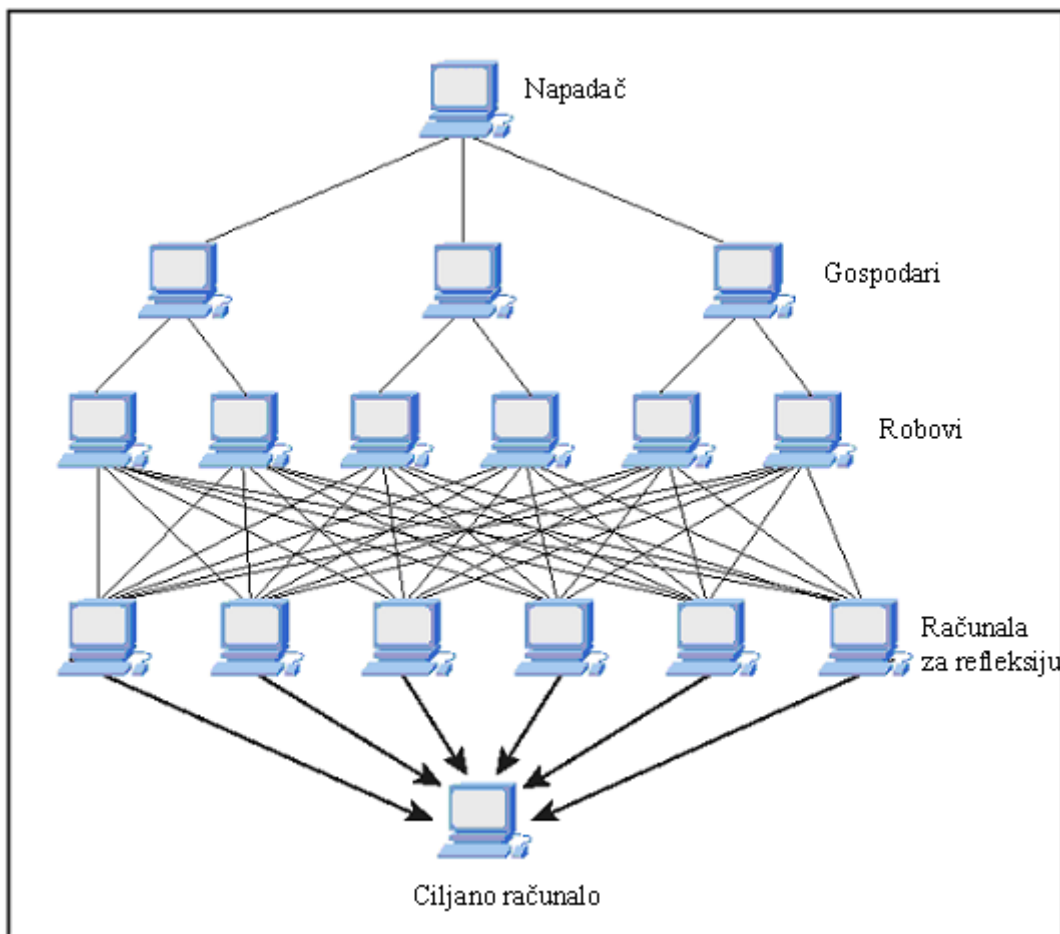 Napadač
Gospodari
Robovi
Računala
za refleksiju
Ciljano računalo